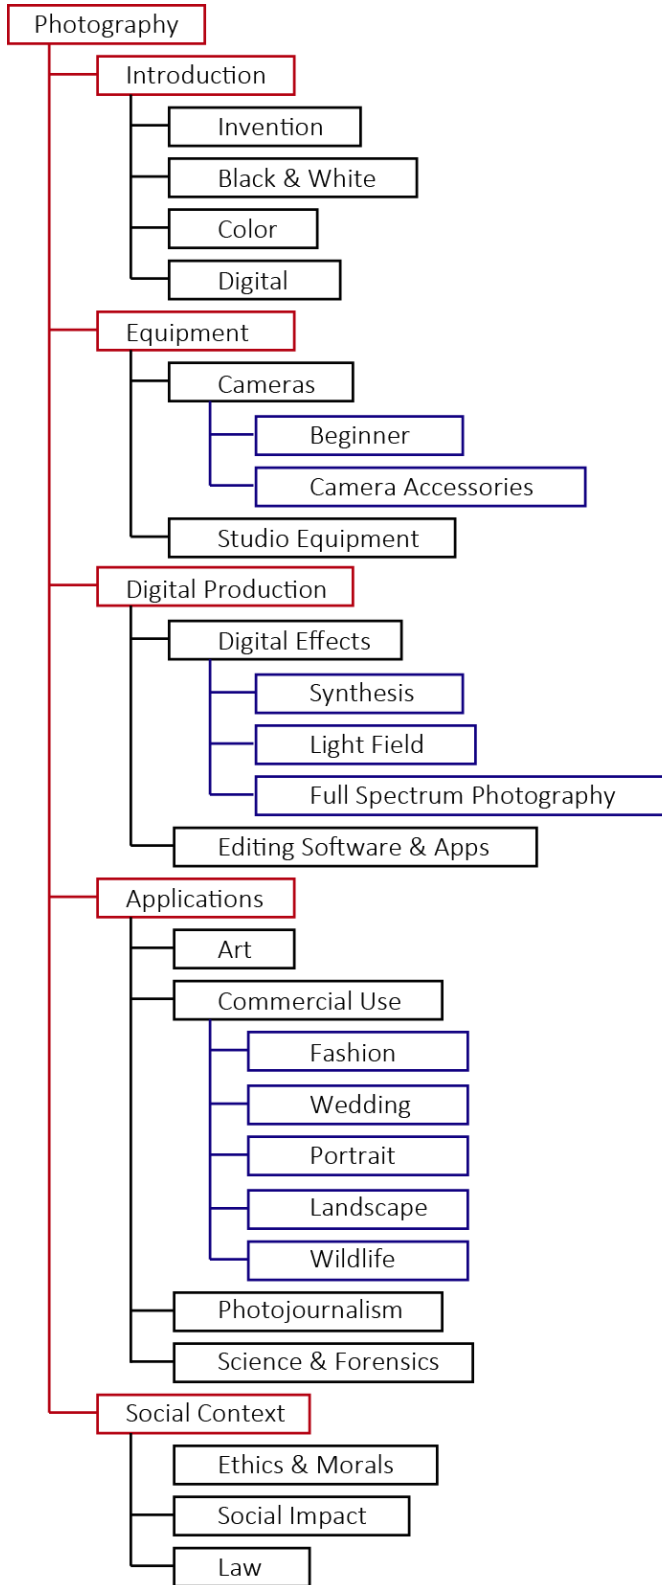 Photography
Introduction
Invention
Black & White
Color
Digital
Equipment
Cameras
Beginner
Camera Accessories
Studio Equipment
Digital Production
Digital Effects
Synthesis
Light Field
Full Spectrum Photography
Editing Software & Apps
Applications
Art
Commercial Use
Fashion
Wedding
Portrait
Landscape
Wildlife
Photojournalism
Science & Forensics
Social Context
Ethics & Morals
Social Impact
Law